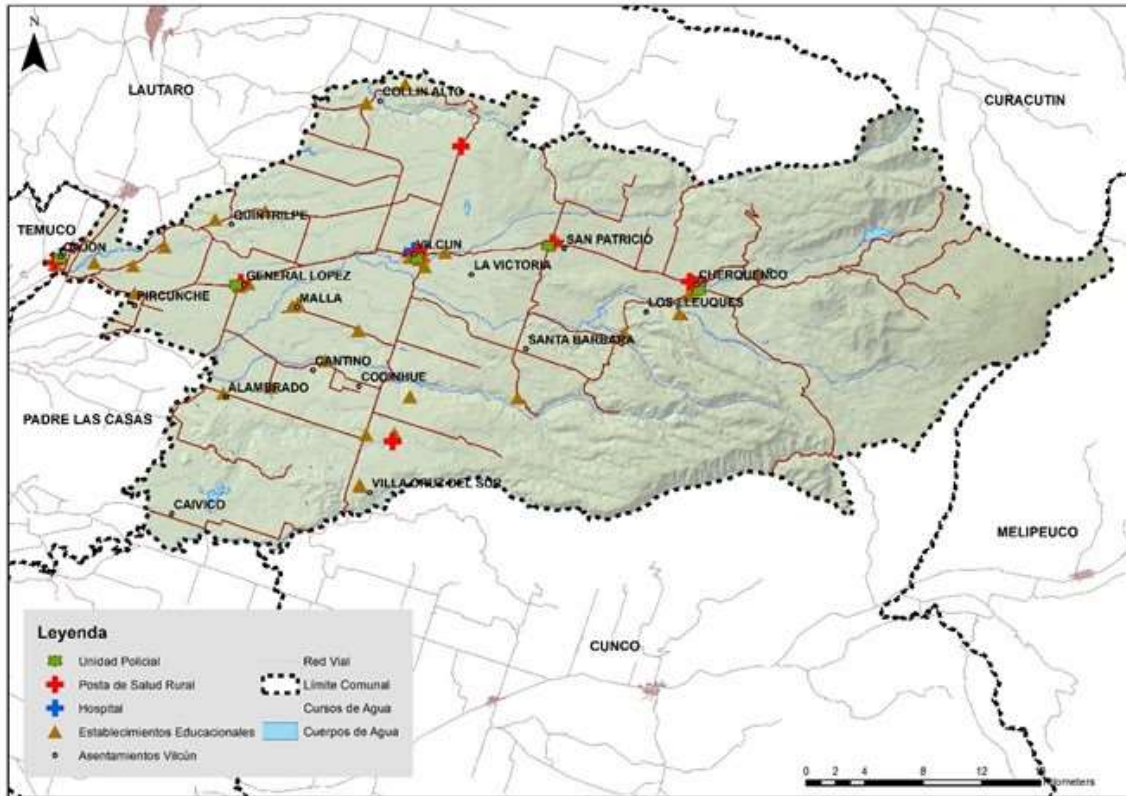 N
LAUTARO
CURACUTIN
COLLIN ALTO
TEMUCO
CAJON
QUINTRILPE
VILCUN
SAN PATRICIO
LA VICTORIA
GENERAL LOPEZ
CHERQUENCO
PIRCUNCHE
MALLA
LOS LLEUQUES
SANTA BARBARA
CANTINO
CODINHUE
ALAMBRADO
PADRE LAS CASAS
VILLA CRUZ DEL SUR
CAIVICO
MELIPEUCO
CUNCO
Leyenda
Unidad Policial
Posta de Salud Rural
Hospital
Establecimientos Educacionales
Asentamientos Vilcún
Red Vial
Límite Comunal
Cursos de Agua
Cuerpos de Agua
0 2 4 8 12
Kilometers